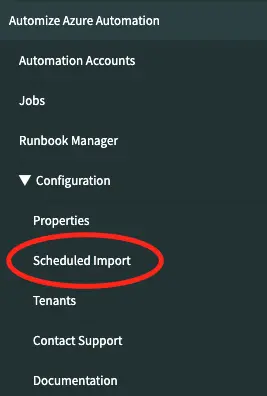 Automize Azure Automation
Automation Accounts
Jobs
Runbook Manager
Configuration
Properties
Scheduled Import
Tenants
Contact Support
Documentation